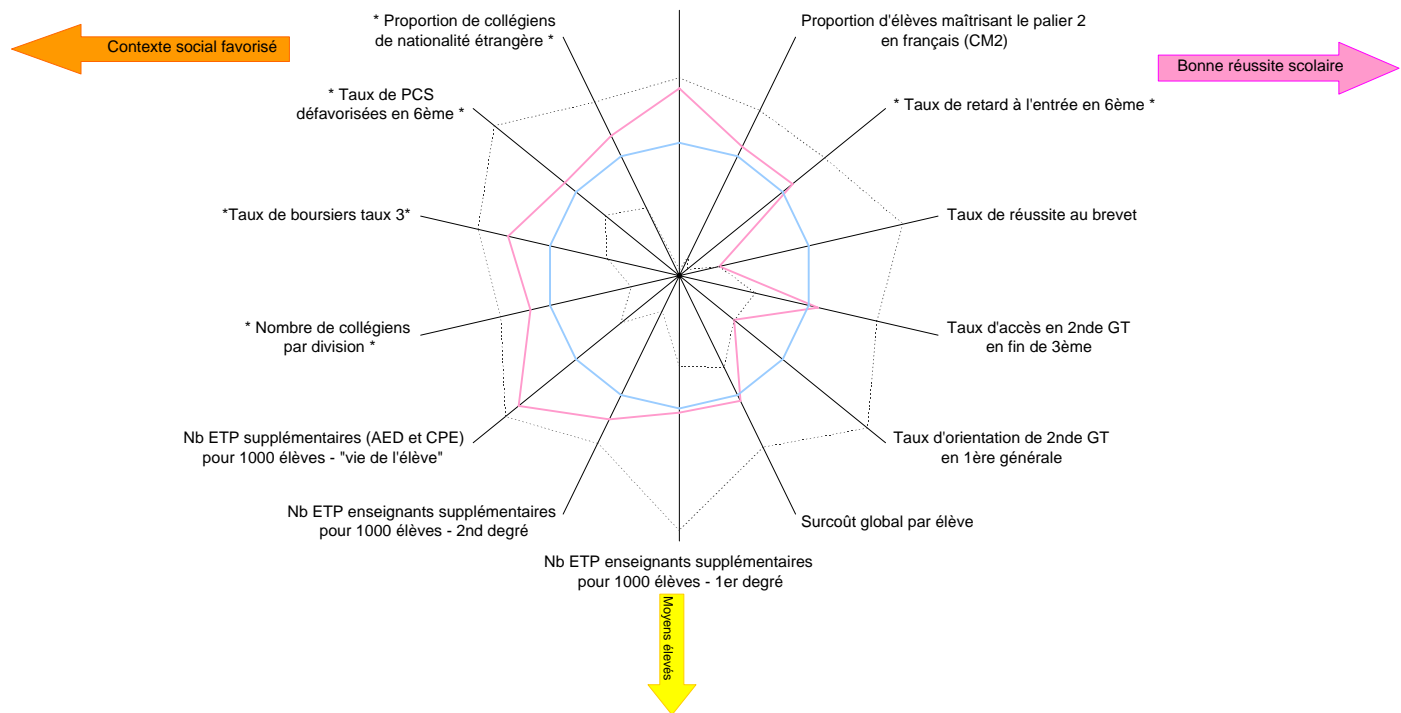 * Proportion de collégiens
de nationalité étrangère *
Proportion d'élèves maîtrisant le palier 2
en français (CM2)
Contexte social favorisé
Bonne réussite scolaire
* Taux de PCS
défavorisées en 6ème *
* Taux de retard à l'entrée en 6ème *
*Taux de boursiers taux 3*
Taux de réussite au brevet
* Nombre de collégiens
par division *
Taux d'accès en 2nde GT
en fin de 3ème
Nb ETP supplémentaires (AED et CPE)
pour 1000 élèves - "vie de l'élève"
Taux d'orientation de 2nde GT
en 1ère générale
Nb ETP enseignants supplémentaires
pour 1000 élèves - 2nd degré
Surcoût global par élève
Nb ETP enseignants supplémentaires
pour 1000 élèves - 1er degré
Moyens élevés